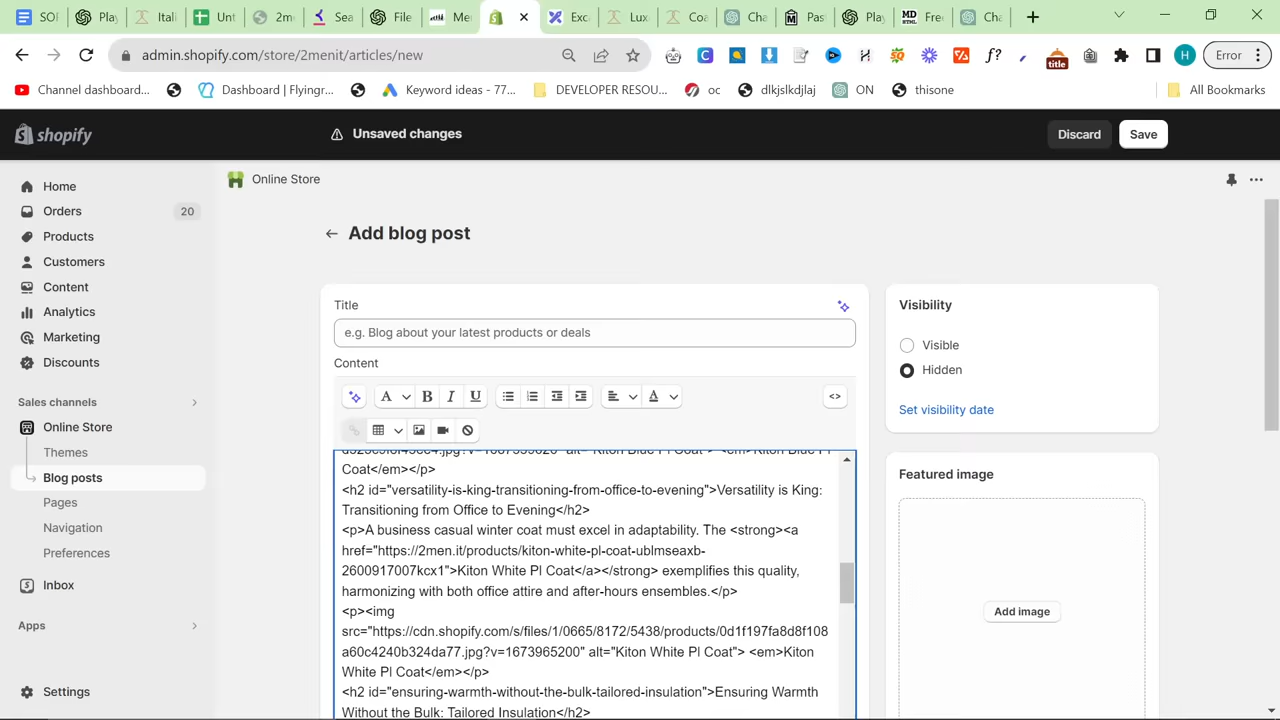 Pla
Itali
Unt
2m
Sea
File
Me
Exc
Lux
Coa
Cha
Pas
Play
Free
Cha
admin.shopify.com/store/2menit/articles/new
Error
Channel dashboard...
Dashboard | Flyingr...
Keyword ideas - 77...
DEVELOPER RESOU...
oc
dlkjslkdjlaj
ON
thisone
All Bookmarks
shopify
Unsaved changes
Discard
Save
Home
Orders
20
Products
Customers
Content
Analytics
Marketing
Discounts
Sales channels
Online Store
Themes
Blog posts
Pages
Navigation
Preferences
Inbox
Apps
Settings
Online Store
Add blog post
Title
e.g. Blog about your latest products or deals
Content
A
B
I
U
A
<>
Coat</em></p>
<h2 id="versatility-is-king-transitioning-from-office-to-evening">Versatility is King:
Transitioning from Office to Evening</h2>
<p>A business casual winter coat must excel in adaptability. The <strong><a
href="https://2men.it/products/kiton-white-pl-coat-ublmseaxb-
2600917007kcx1">Kiton White Pl Coat</a></strong> exemplifies this quality,
harmonizing with both office attire and after-hours ensembles.</p>
<p><img
src="https://cdn.shopify.com/s/files/1/0665/8172/5438/products/0d1f197fa8d8f108
a60c4240b324da77.jpg?v=1673965200" alt="Kiton White Pl Coat"> <em>Kiton
White Pl Coat</em></p>
<h2 id="ensuring-warmth-without-the-bulk-tailored-insulation">Ensuring Warmth
Without the Bulk: Tailored Insulation</h2>
Visibility
Visible
Hidden
Set visibility date
Featured image
Add image